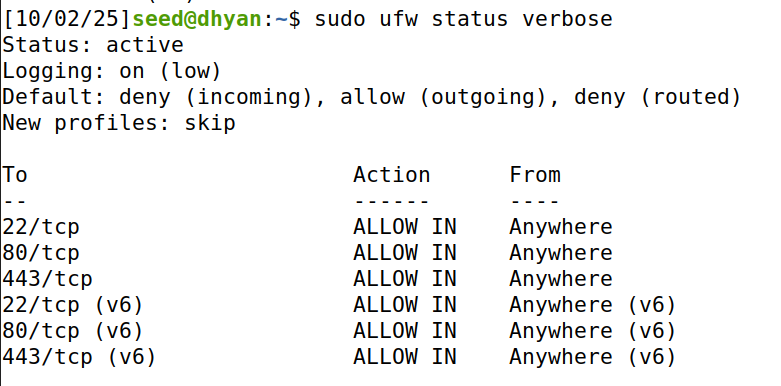 [10/02/25]seed@dhyan:~$ sudo ufw status verbose
Status: active
Logging: on (low)
Default: deny (incoming), allow (outgoing), deny (routed)
New profiles: skip

To                         Action      From
--                         ------      ----
22/tcp                     ALLOW IN    Anywhere
80/tcp                     ALLOW IN    Anywhere
443/tcp                    ALLOW IN    Anywhere
22/tcp (v6)                ALLOW IN    Anywhere (v6)
80/tcp (v6)                ALLOW IN    Anywhere (v6)
443/tcp (v6)               ALLOW IN    Anywhere (v6)